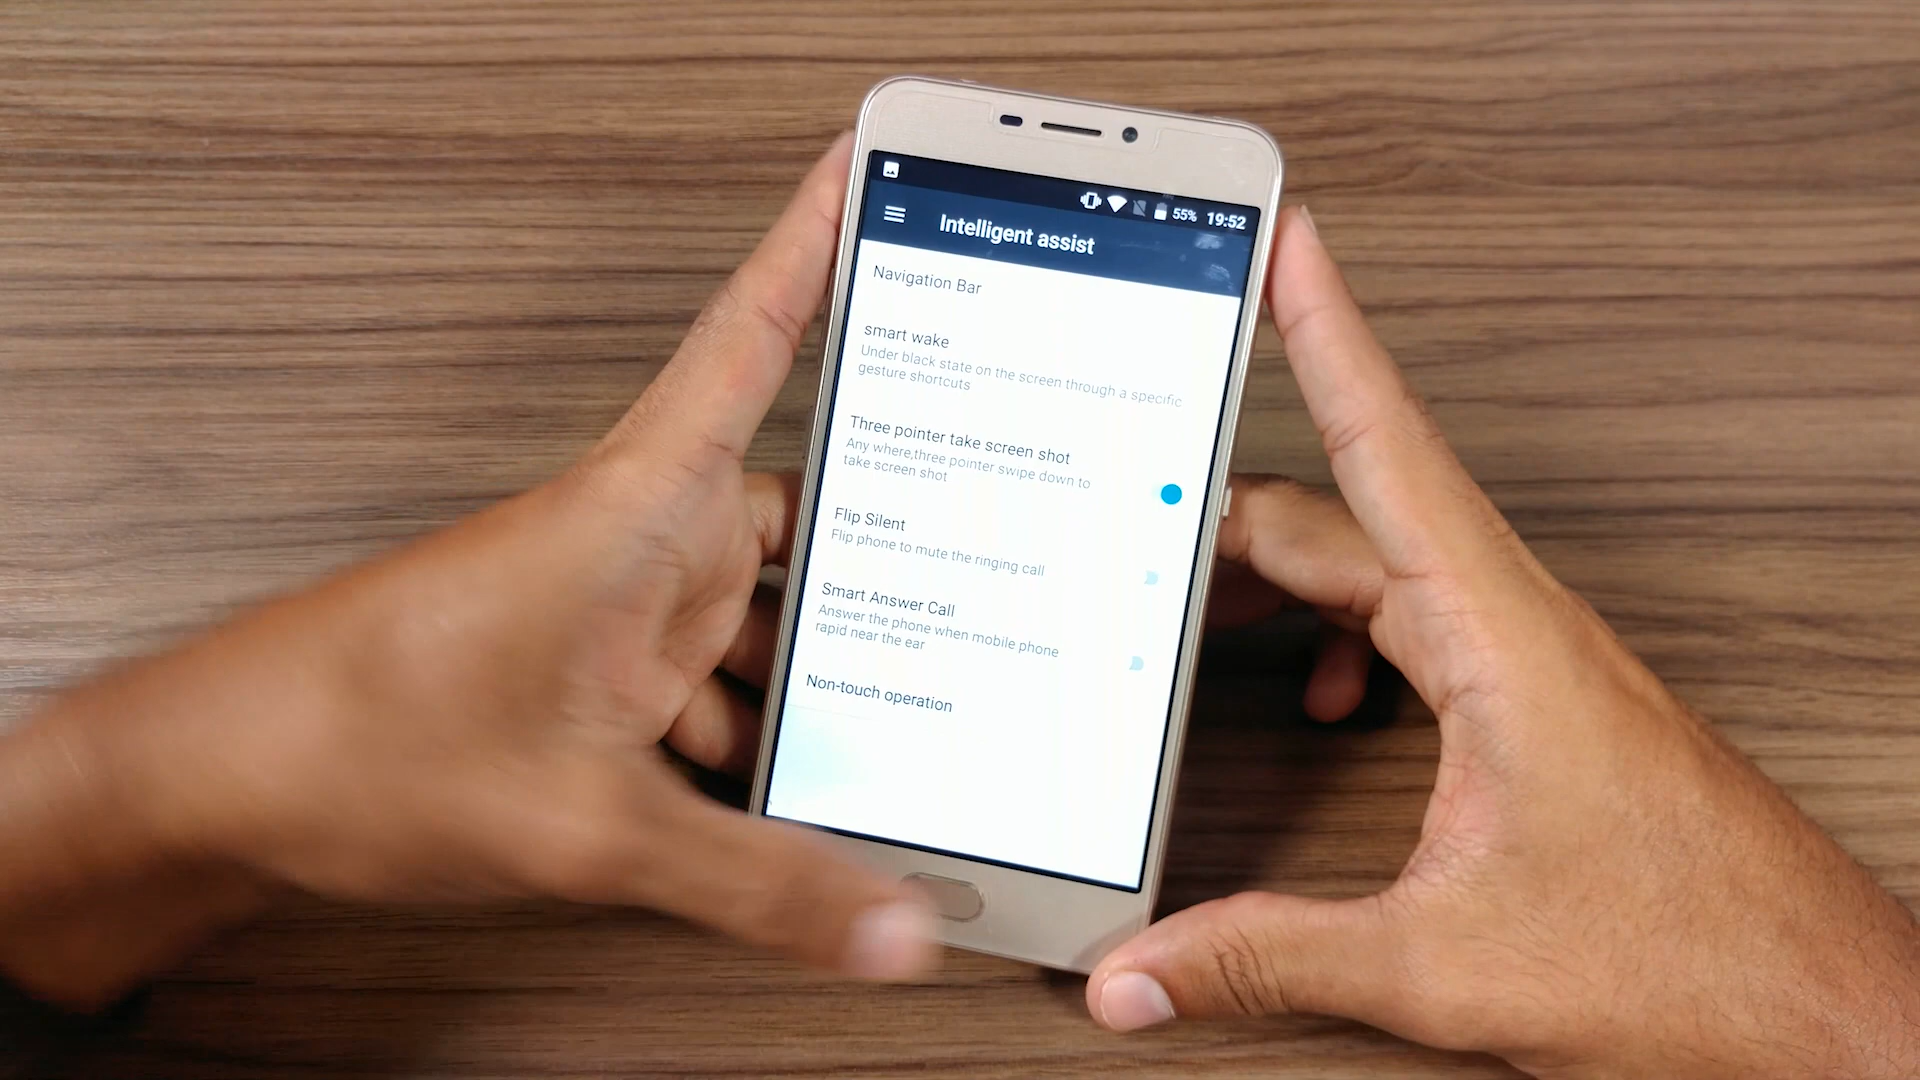 55% 19:52
Intelligent assist
Navigation Bar
smart wake
Under black state on the screen through a specific
gesture shortcuts
Three pointer take screen shot
Any where,three pointer swipe down to
take screen shot
Flip Silent
Flip phone to mute the ringing call
Smart Answer Call
Answer the phone when mobile phone
rapid near the ear
Non-touch operation